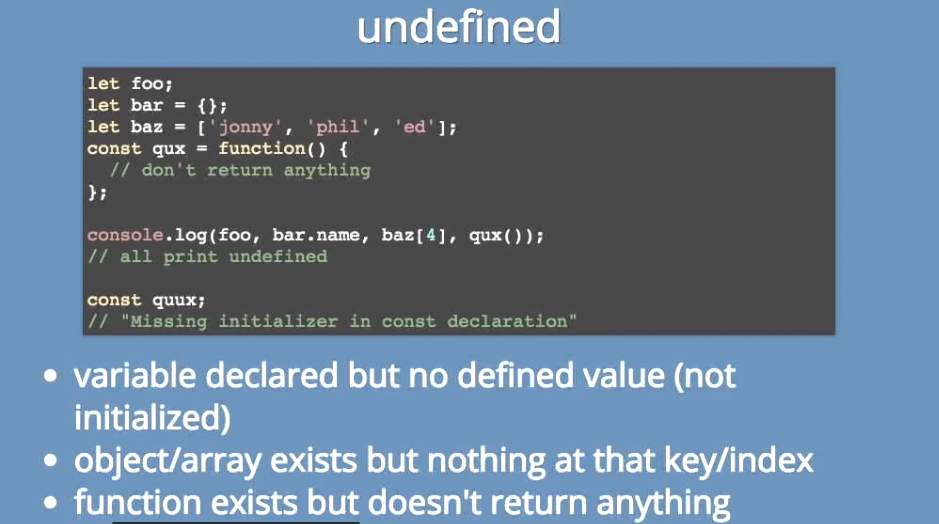 undefined
let foo;
let bar = {};
let baz = ['jonny', 'phil', 'ed'];
const qux = function() {
  // don't return anything
};
console.log(foo, bar.name, baz[4], qux());
// all print undefined
const quux;
// "Missing initializer in const declaration"
• variable declared but no defined value (not
initialized)
• object/array exists but nothing at that key/index
• function exists but doesn't return anything